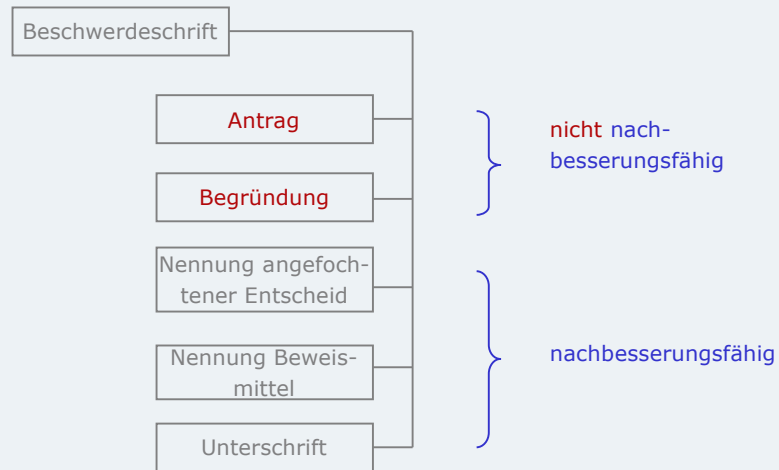 Beschwerdeschrift
Antrag
Begründung
nicht nach-
besserungsfähig
Nennung angefoch-
tener Entscheid
Nennung Beweis-
mittel
Unterschrift
nachbesserungsfähig